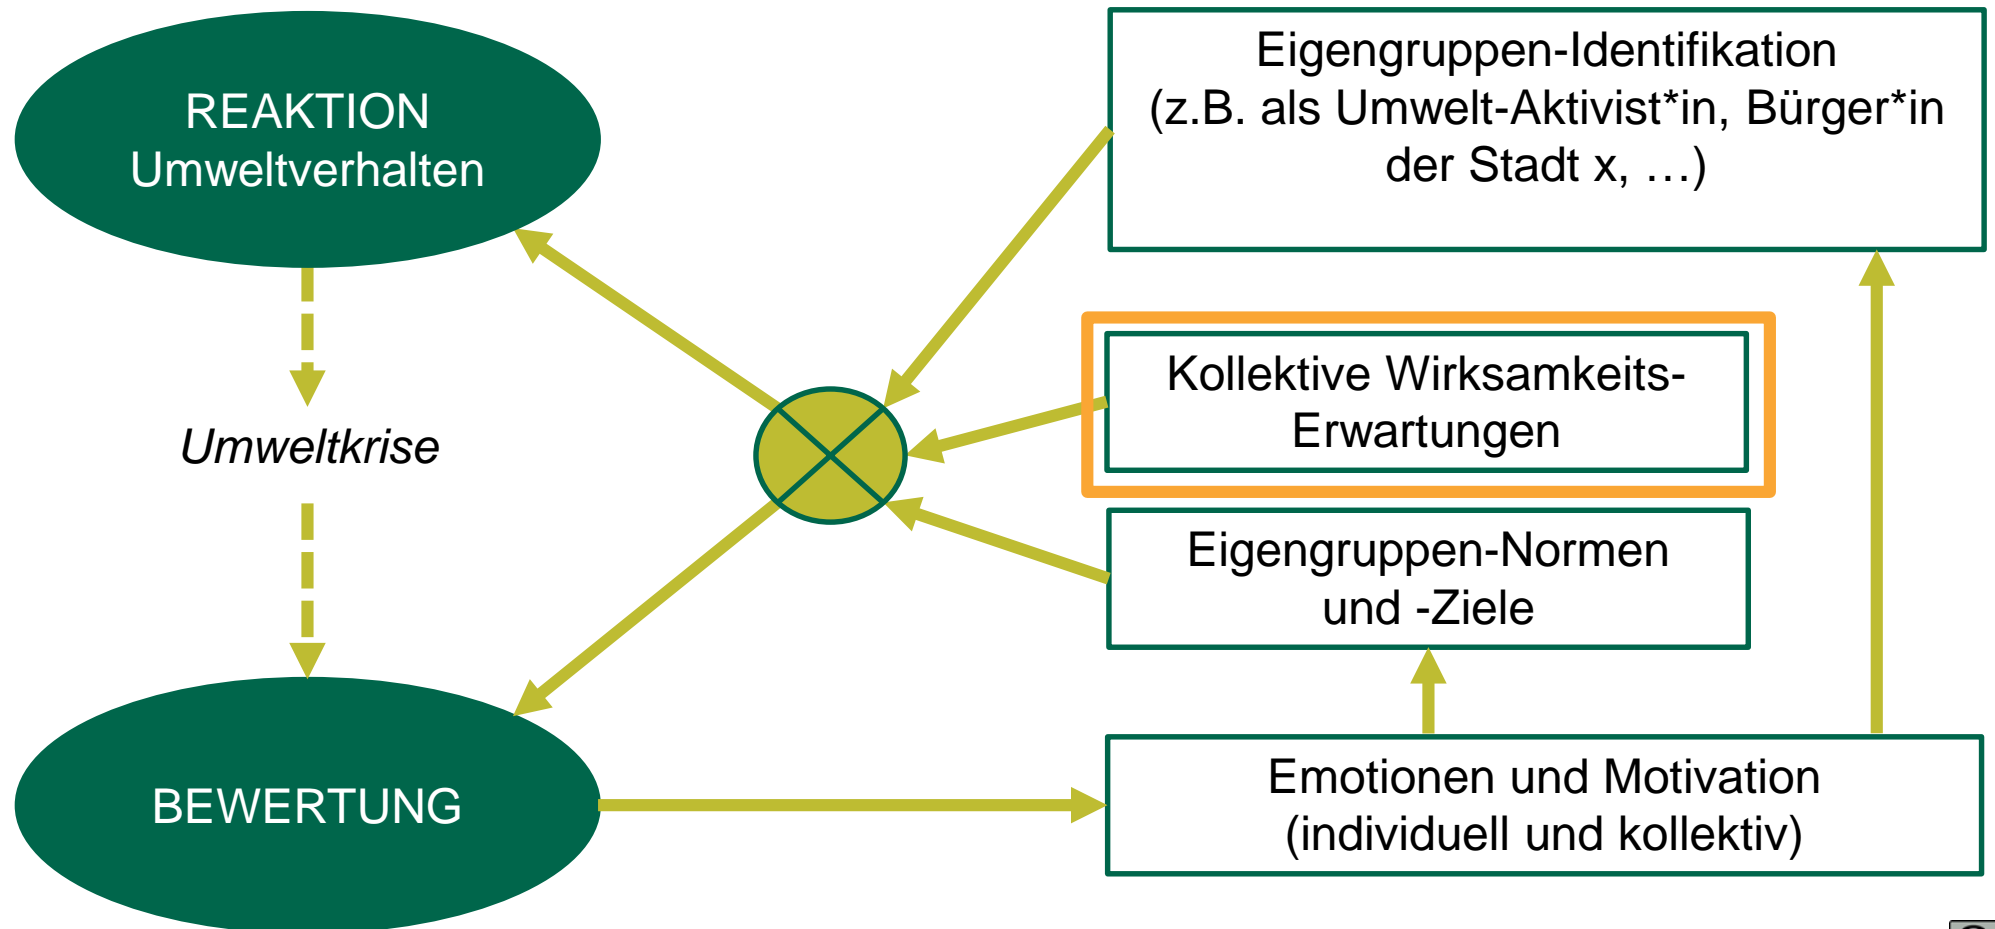 REAKTION
Umweltverhalten
Eigengruppen-Identifikation
(z.B. als Umwelt-Aktivist*in, Bürger*in
der Stadt x, …)
Kollektive Wirksamkeits-
Erwartungen
Umweltkrise
Eigengruppen-Normen
und -Ziele
BEWERTUNG
Emotionen und Motivation
(individuell und kollektiv)